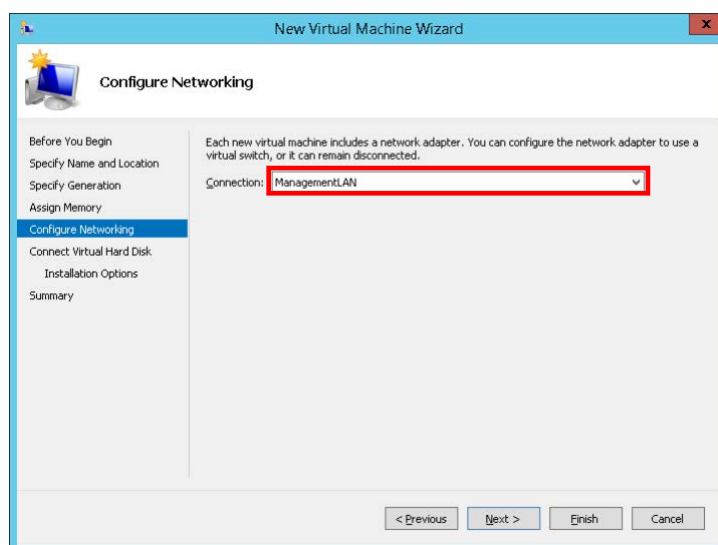 New Virtual Machine Wizard
x
Configure Networking
Before You Begin
Specify Name and Location
Specify Generation
Assign Memory
Configure Networking
Connect Virtual Hard Disk
Installation Options
Summary
Each new virtual machine includes a network adapter. You can configure the network adapter to use a
virtual switch, or it can remain disconnected.
Connection: ManagementLAN
< Previous Next > Finish Cancel